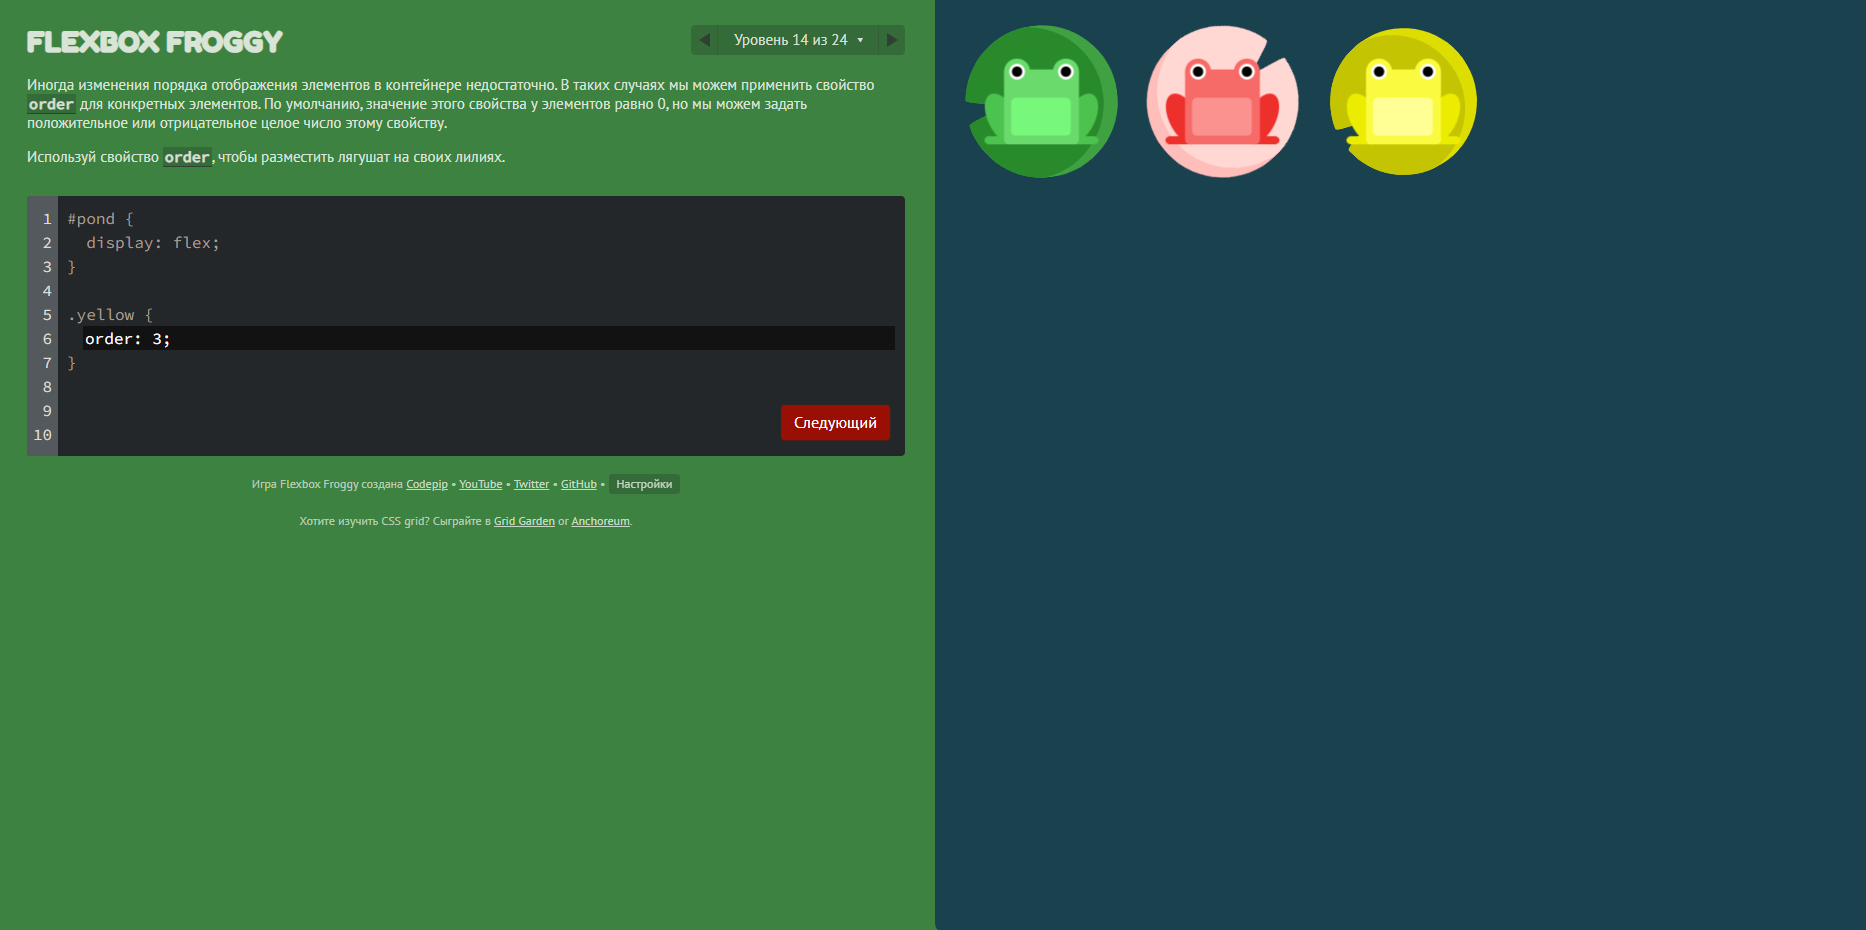 FLEXBOX FROGGY
Уровень 14 из 24
Иногда изменения порядка отображения элементов в контейнере недостаточно. В таких случаях мы можем применить свойство
order для конкретных элементов. По умолчанию, значение этого свойства у элементов равно 0, но мы можем задать
положительное или отрицательное целое число этому свойству.
Используй свойство order, чтобы разместить лягушат на своих лилиях.
1 #pond {
2 display: flex;
3 }
4
5 .yellow {
6 order: 3;
7 }
8
9
10
Следующий
Игра Flexbox Froggy создана Codepip • YouTube • Twitter • GitHub • Настройки
Хотите изучить CSS grid? Сыграйте в Grid Garden or Anchoreum.